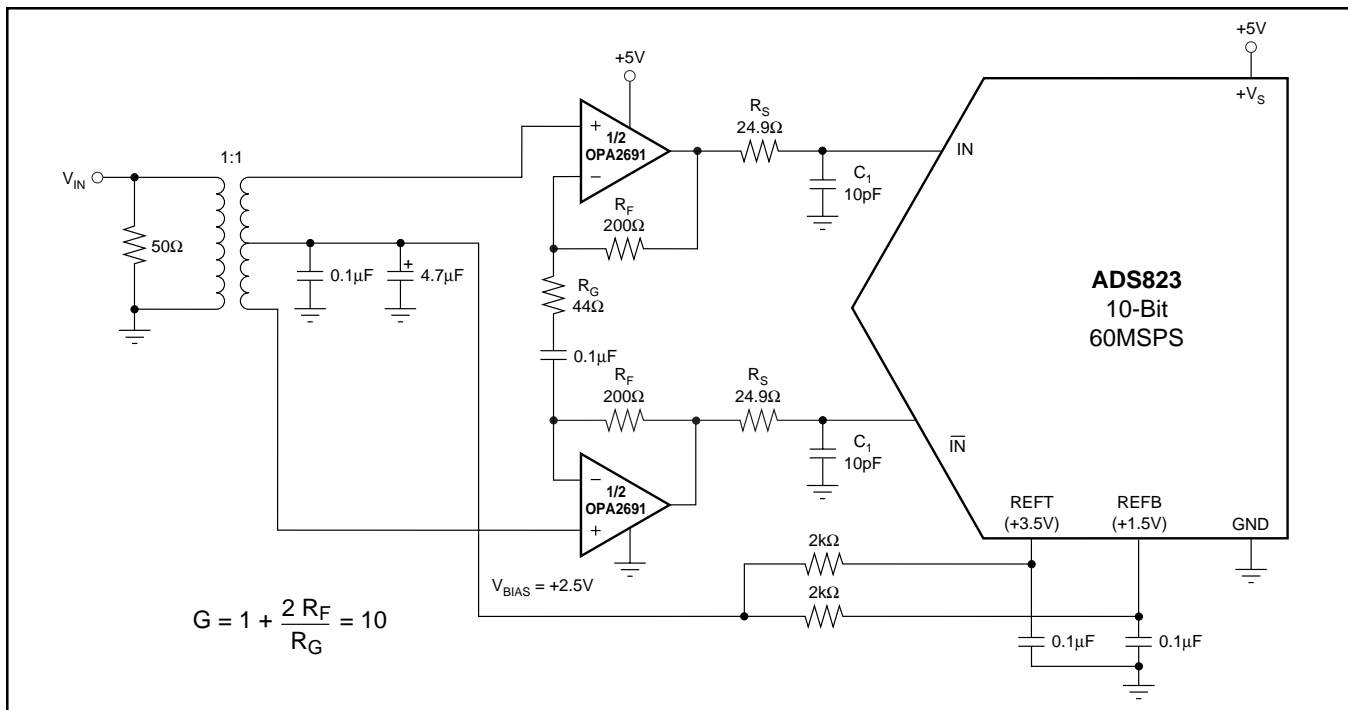 +5V
+5V
+V_S
1/2
OPA2691
R_S
24.9Ω
IN
1:1
V_IN
C_1
10pF
R_F
200Ω
50Ω
0.1μF
+
4.7μF
R_G
44Ω
ADS823
10-Bit
60MSPS
0.1μF
R_F
200Ω
R_S
24.9Ω
I̅N̅
C_1
10pF
1/2
OPA2691
REFT
(+3.5V)
REFB
(+1.5V)
GND
2kΩ
V_BIAS = +2.5V
2kΩ
G = 1 + 2 R_F / R_G = 10
0.1μF
0.1μF
+
−
−
+